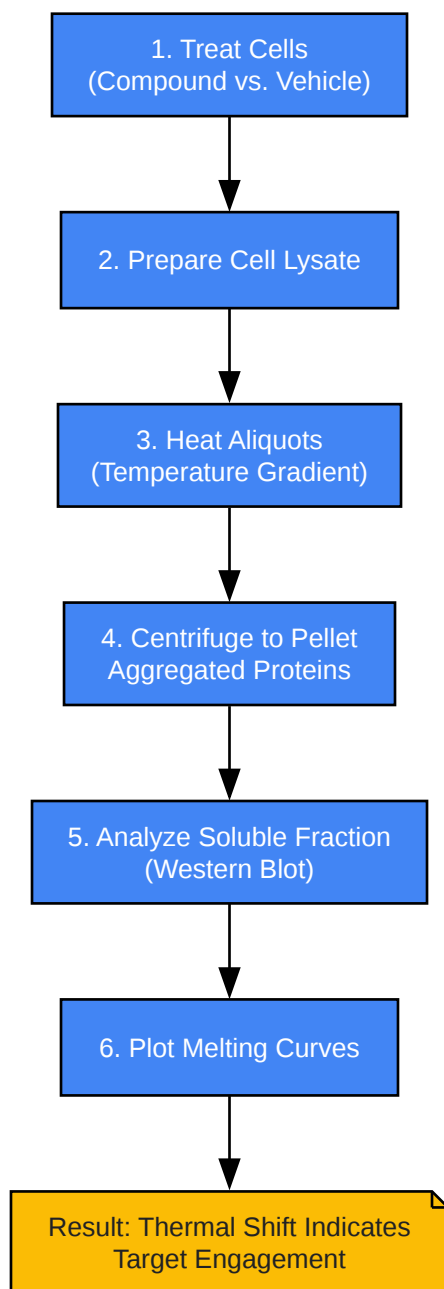 1. Treat Cells
(Compound vs. Vehicle)
2. Prepare Cell Lysate
3. Heat Aliquots
(Temperature Gradient)
4. Centrifuge to Pellet
Aggregated Proteins
5. Analyze Soluble Fraction
(Western Blot)
6. Plot Melting Curves
Result: Thermal Shift Indicates
Target Engagement